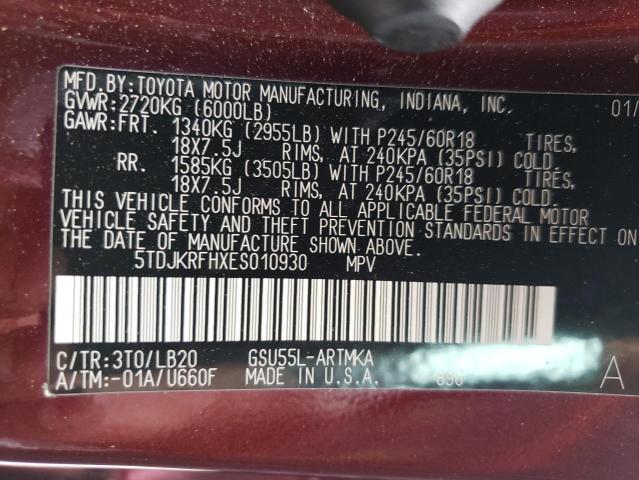 MFD.BY:TOYOTA MOTOR MANUFACTURING, INDIANA, INC. 01/
GVWR:2720KG (6000LB)
GAWR:FRT. 1340KG (2955LB) WITH P245/60R18 TIRES,
18X7.5J RIMS, AT 240KPA (35PSI) COLD.
RR. 1585KG (3505LB) WITH P245/60R18 TIRES,
18X7.5J RIMS, AT 240KPA (35PSI) COLD.
THIS VEHICLE CONFORMS TO ALL APPLICABLE FEDERAL MOTOR
VEHICLE SAFETY AND THEFT PREVENTION STANDARDS IN EFFECT ON
THE DATE OF MANUFACTURE SHOWN ABOVE.
5TDJKRFHXES010930 MPV
C/TR:3T0/LB20 GSU55L-ARTMKA
A/TM:-01A/U660F MADE IN U.S.A. A